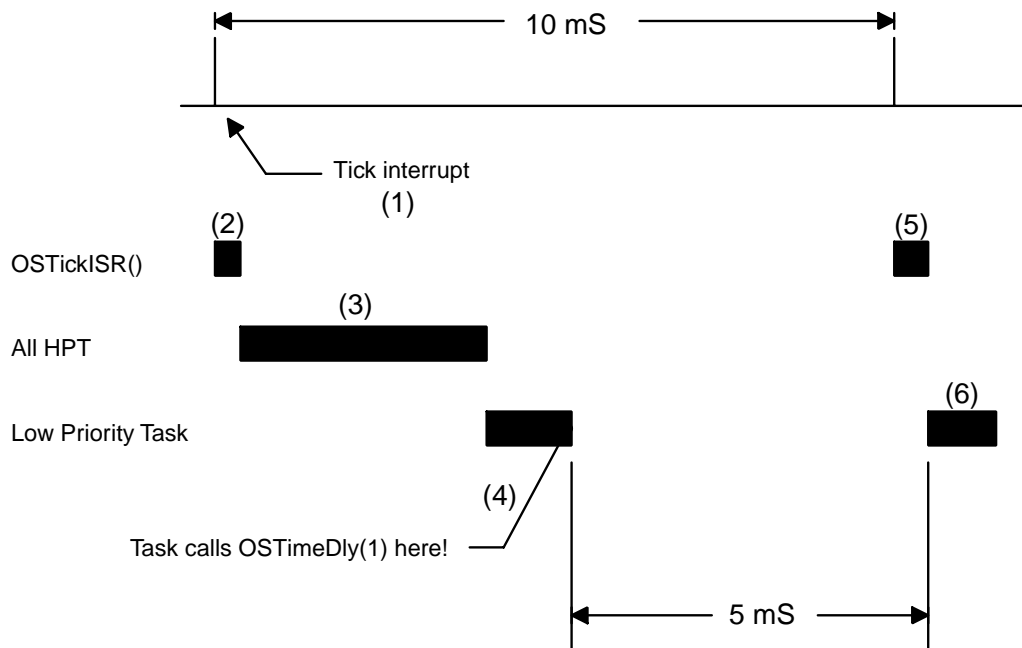 10 mS
Tick interrupt
(1)
(2)
(5)
OSTickISR()
(3)
All HPT
(6)
Low Priority Task
(4)
Task calls OSTimeDly(1) here!
5 mS